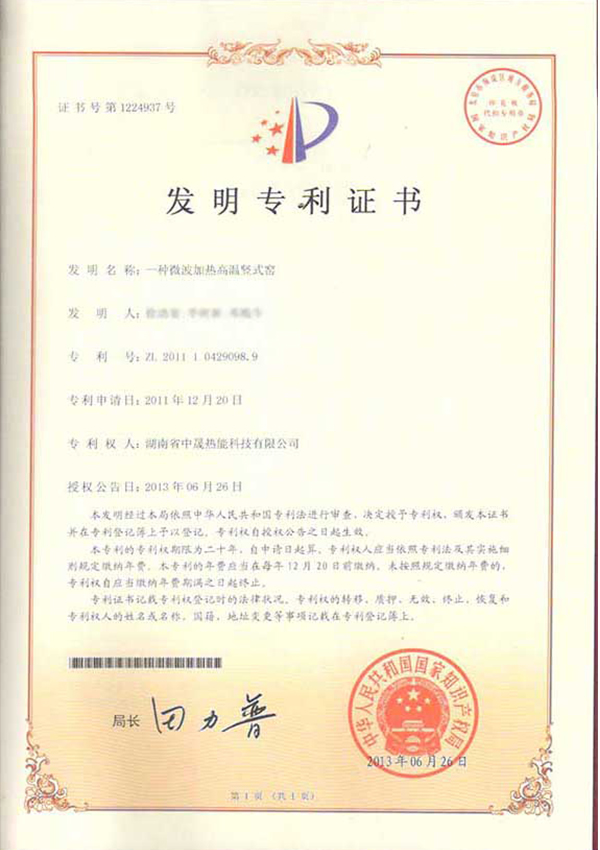 证书号第1224937号
发明专利证书
发 明 名 称:一种微波加热高温竖式窑
发 明 人:
专 利 号:ZL 2011 1 0429098.9
专利申请日:2011年12月20日
专 利 权 人:湖南省中晟热能科技有限公司
授权公告日:2013年06月26日
本发明经过本局依照中华人民共和国专利法进行审查,决定授予专利权,颁发本证书
并在专利登记簿上予以登记。专利权自授权公告之日起生效。
本专利的专利权期限为二十年,自申请日起算。专利权人应当依照专利法及其实施细
则规定缴纳年费。本专利的年费应当在每年12月20日前缴纳。未按照规定缴纳年费的,
专利权自应当缴纳年费期满之日起终止。
专利证书记载专利权登记时的法律状况。专利权的转移、质押、无效、终止、恢复和
专利权人的姓名或名称、国籍、地址变更等事项记载在专利登记簿上。
局长 田力普
中华人民共和国国家知识产权局
2013年06月26日
第1页 (共1页)